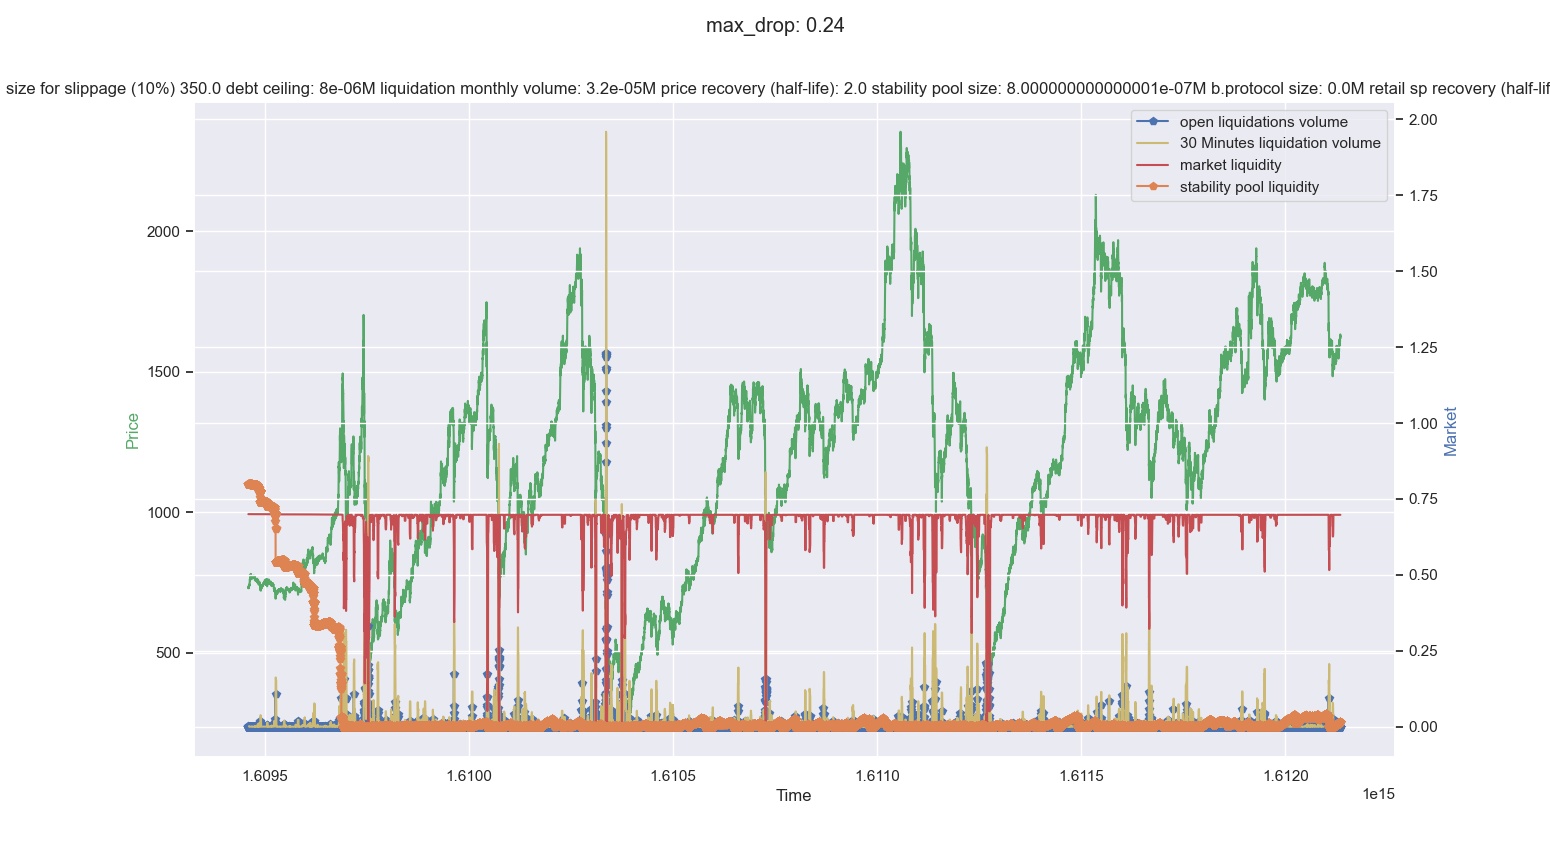 max_drop: 0.24
size for slippage (10%) 350.0 debt ceiling: 8e-06M liquidation monthly volume: 3.2e-05M price recovery (half-life): 2.0 stability pool size: 8.000000000000001e-07M b.protocol size: 0.0M retail sp recovery (half-lif
open liquidations volume
30 Minutes liquidation volume
market liquidity
stability pool liquidity
2000
1500
1000
500
Price
2.00
1.75
1.50
1.25
1.00
0.75
0.50
0.25
0.00
Market
1.6095 1.6100 1.6105 1.6110 1.6115 1.6120
Time
1e15